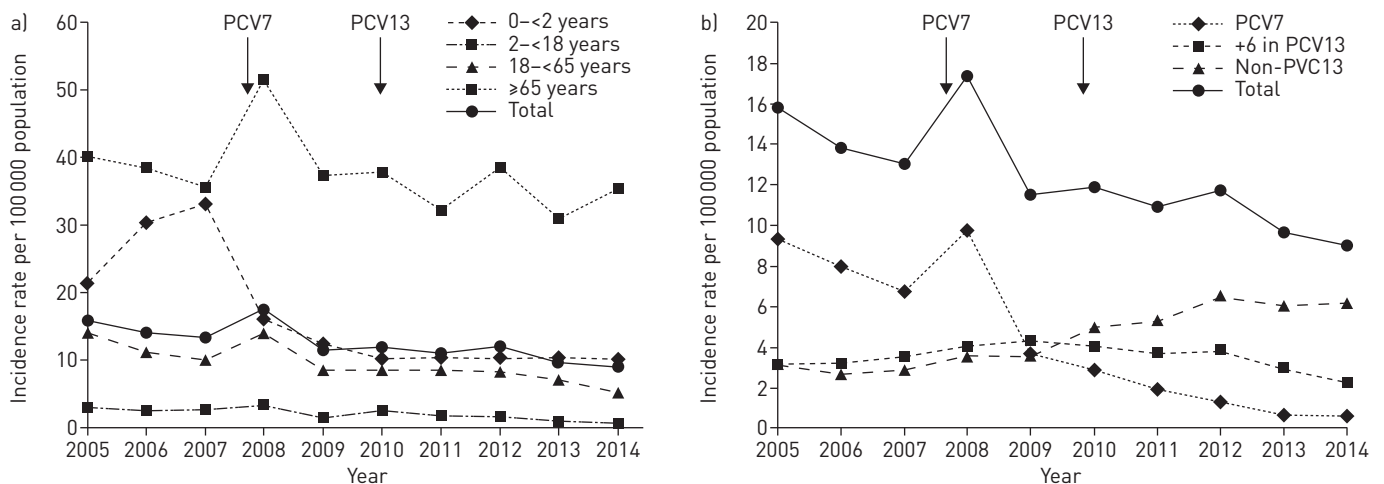 a)
PCV7
PCV13
0–<2 years
2–<18 years
18–<65 years
≥65 years
Total
Incidence rate per 100 000 population
60
50
40
30
20
10
0
2005 2006 2007 2008 2009 2010 2011 2012 2013 2014
Year
b)
PCV7
PCV13
PCV7
+6 in PCV13
Non-PVC13
Total
Incidence rate per 100 000 population
20
18
16
14
12
10
8
6
4
2
0
2005 2006 2007 2008 2009 2010 2011 2012 2013 2014
Year